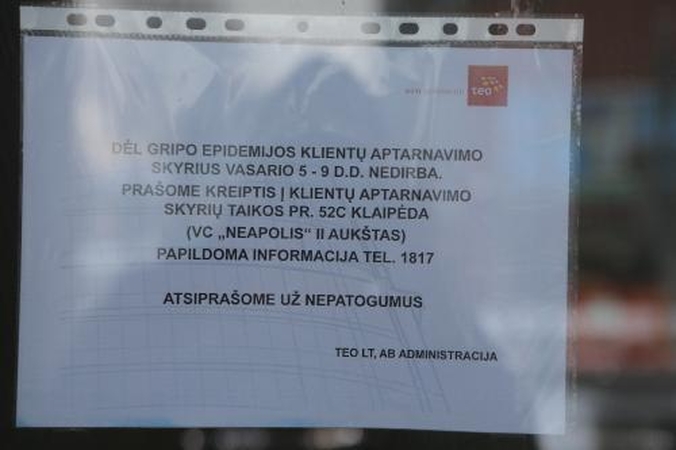 teo
DĖL GRIPO EPIDEMIJOS KLIENTŲ APTARNAVIMO
SKYRIUS VASARIO 5 - 9 D.D. NEDIRBA.
PRAŠOME KREIPTIS Į KLIENTŲ APTARNAVIMO
SKYRIŲ TAIKOS PR. 52C KLAIPĖDA
(VC „NEAPOLIS“ II AUKŠTAS)
PAPILDOMA INFORMACIJA TEL. 1817
ATSIPRAŠOME UŽ NEPATOGUMUS
TEO LT, AB ADMINISTRACIJA